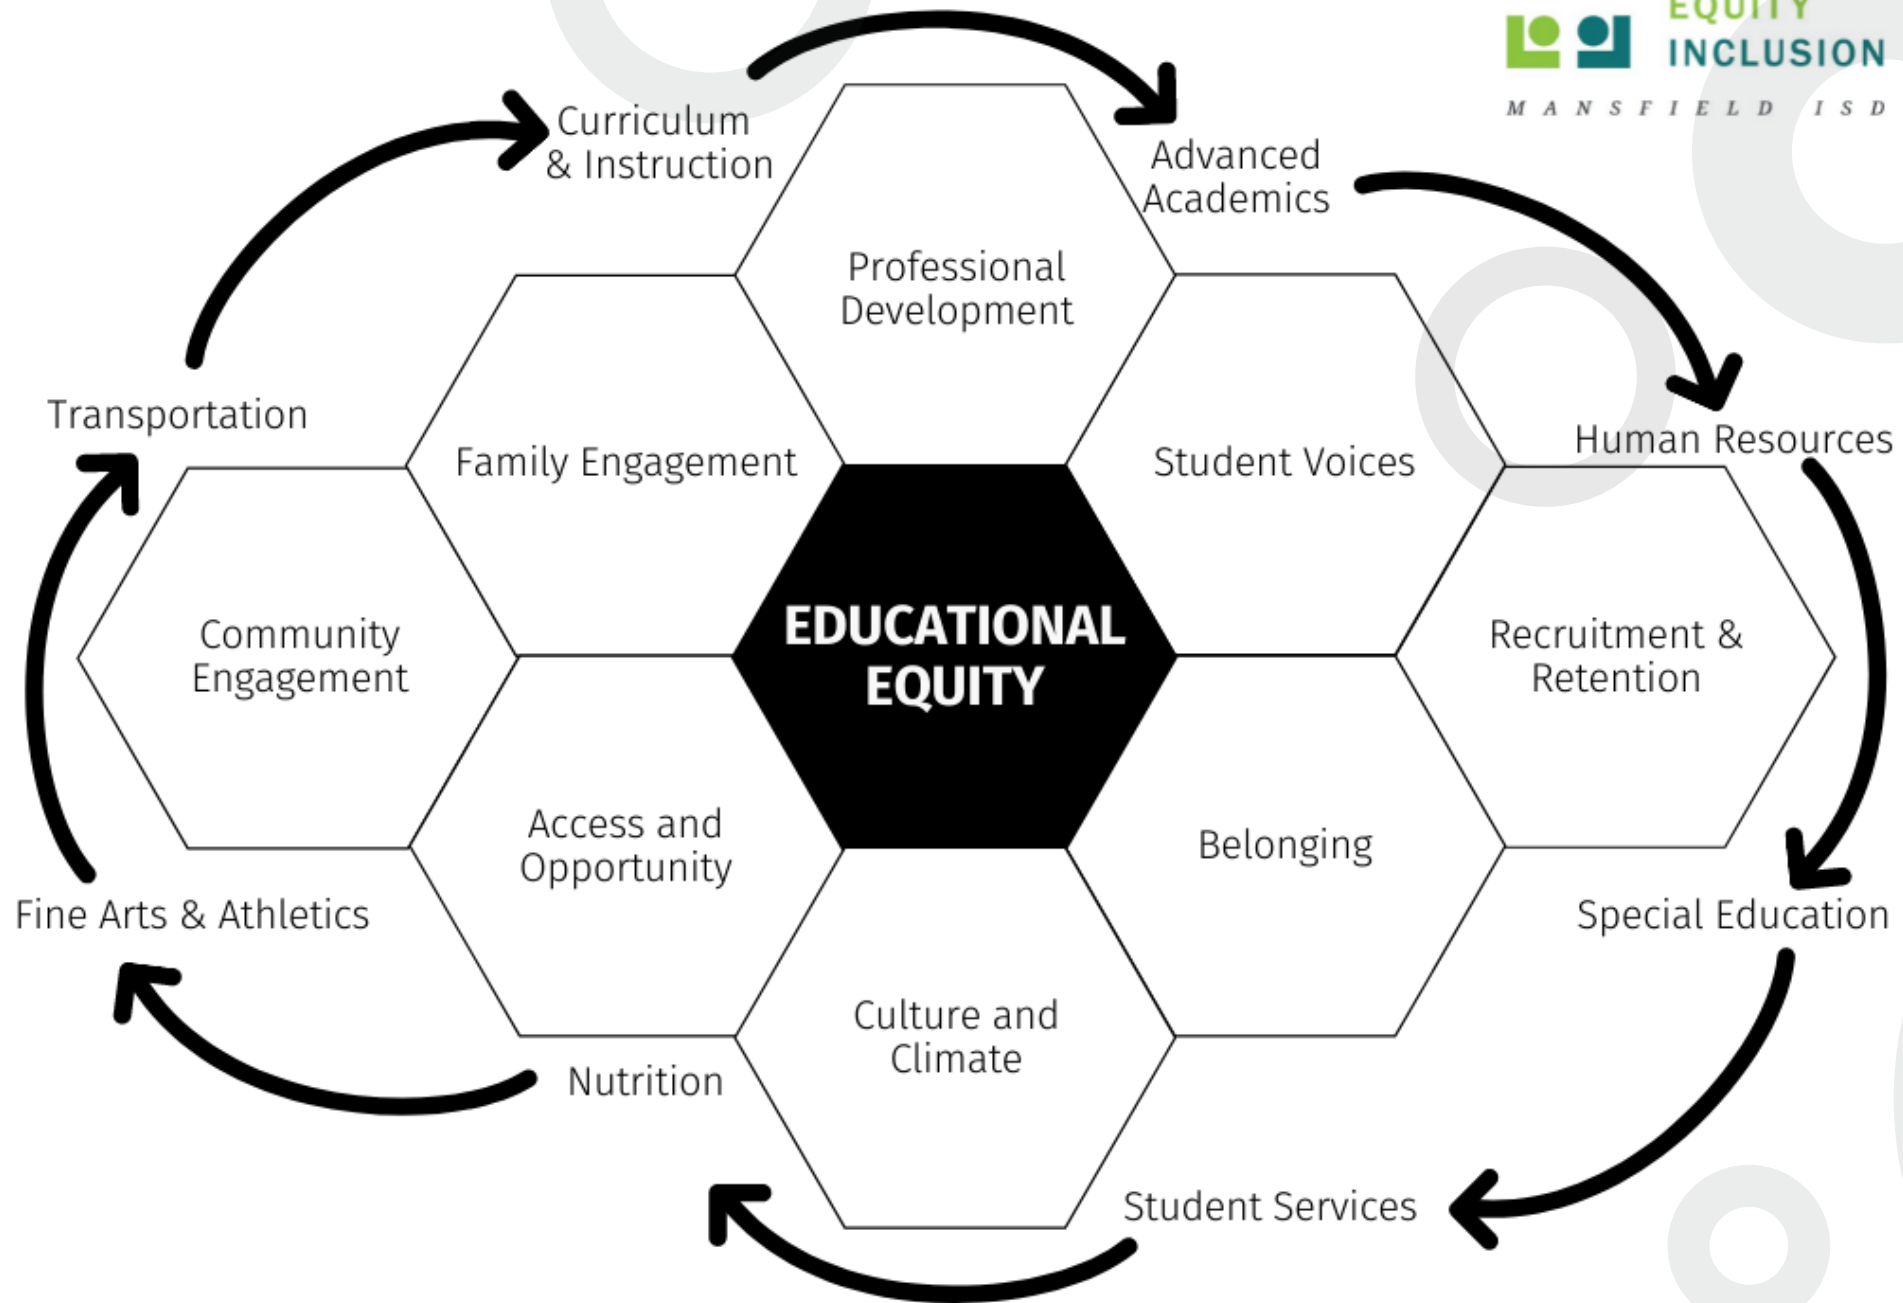 EQUITY
INCLUSION
MANSFIELD ISD
Curriculum
& Instruction
Advanced
Academics
Professional
Development
Transportation
Family Engagement
Student Voices
Human Resources
EDUCATIONAL
EQUITY
Community
Engagement
Recruitment &
Retention
Access and
Opportunity
Belonging
Fine Arts & Athletics
Special Education
Culture and
Climate
Nutrition
Student Services